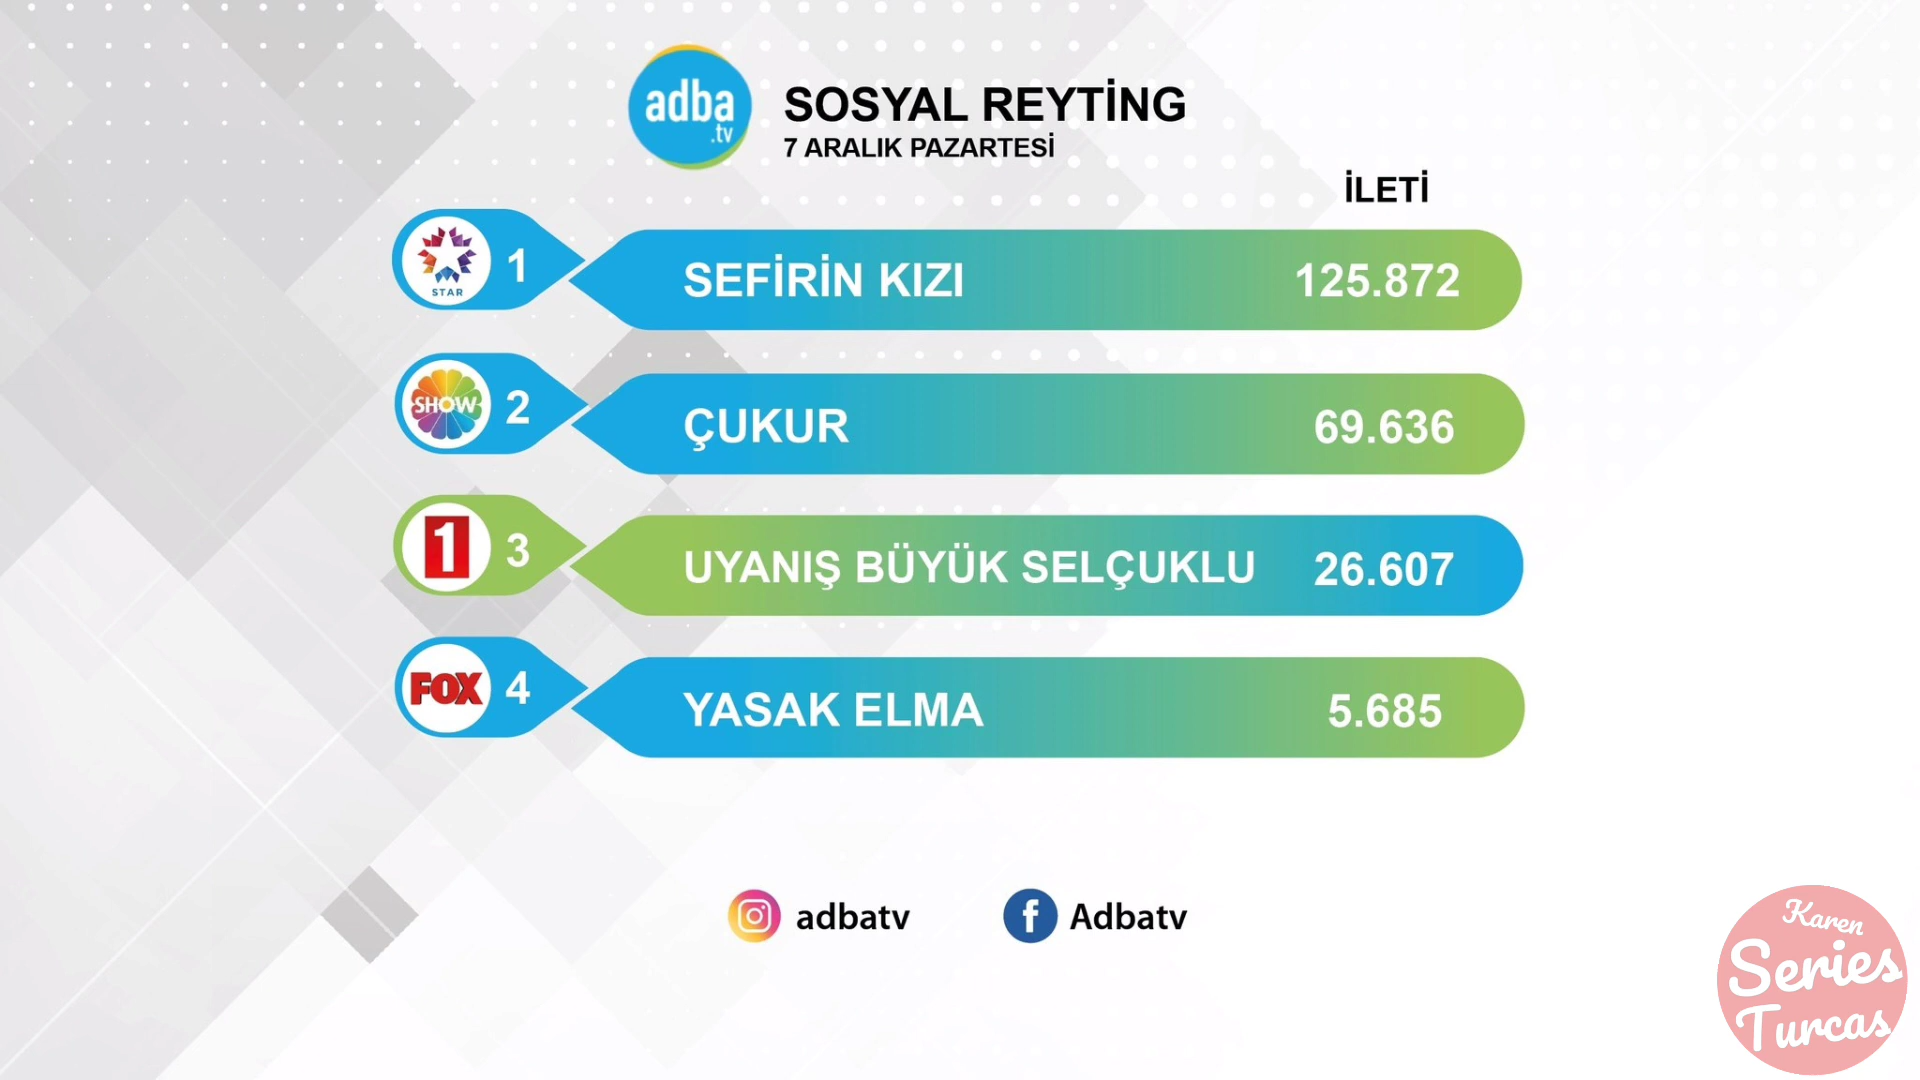 adba
.tv
SOSYAL REYTİNG
7 ARALIK PAZARTESİ
İLETİ
STAR
1
SEFİRİN KIZI
125.872
SHOW
2
ÇUKUR
69.636
1
3
UYANIŞ BÜYÜK SELÇUKLU
26.607
FOX
4
YASAK ELMA
5.685
adbatv
Adbatv
Karen
Series
Turcas